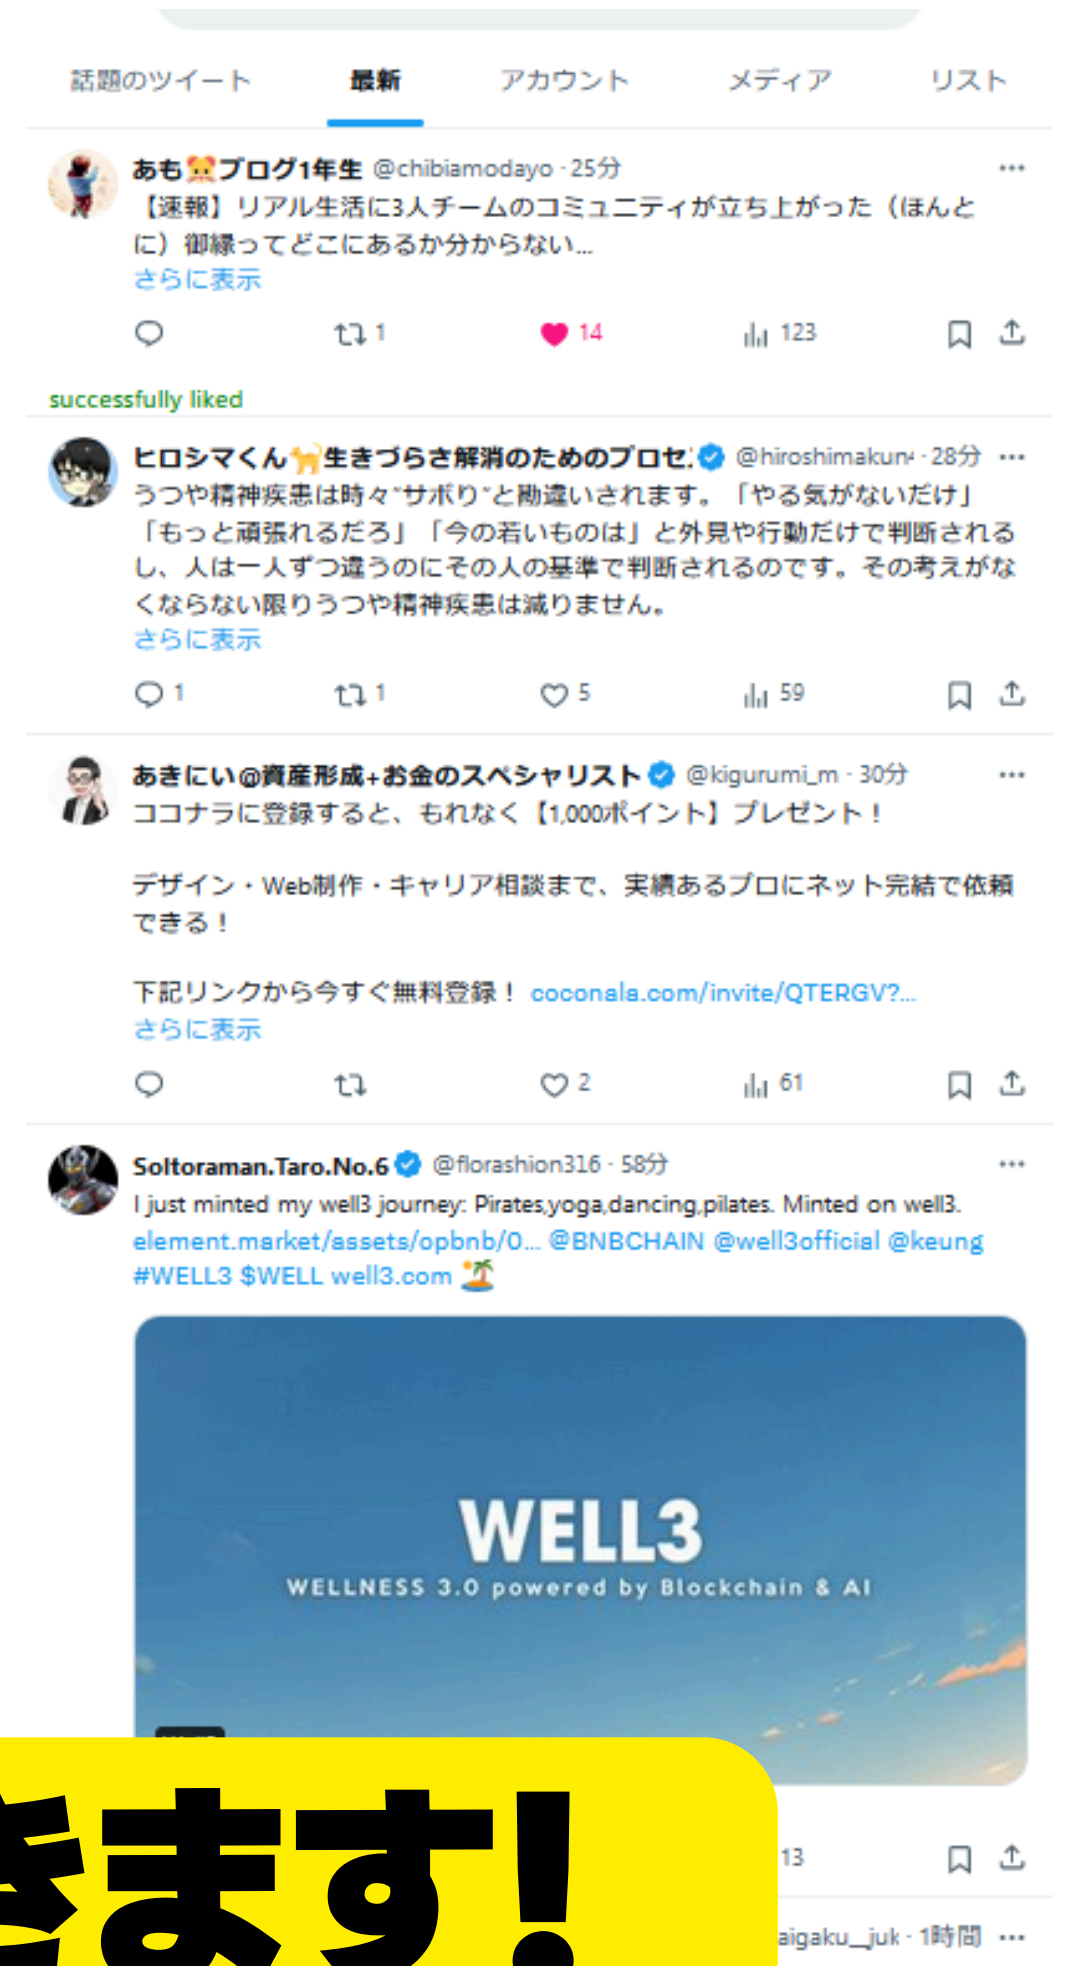 話題のツイート 最新 アカウント メディア リスト
あも🐹ブログ1年生 @chibiamodayo · 25分
【速報】リアル生活に3人チームのコミュニティが立ち上がった（ほんと
に）御縁ってどこにあるか分からない...
さらに表示
1 14 123
successfully liked
ヒロシマくん🐈生きづらさ解消のためのプロセ @hiroshimakun · 28分
うつや精神疾患は時々"サボり"と勘違いされます。「やる気がないだけ」
「もっと頑張れるだろ」「今の若いものは」と外見や行動だけで判断される
し、人は一人ずつ違うのにその人の基準で判断されるのです。その考えがな
くならない限りうつや精神疾患は減りません。
さらに表示
1 1 5 59
あきにい@資産形成+お金のスペシャリスト @kigurumi_m · 30分
ココナラに登録すると、もれなく【1,000ポイント】プレゼント！
デザイン・Web制作・キャリア相談まで、実績あるプロにネット完結で依頼
できる！
下記リンクから今すぐ無料登録！ coconala.com/invite/QTERGV?...
さらに表示
2 61
Soltoraman.Taro.No.6 @florashion316 · 58分
I just minted my well3 journey: Pirates,yoga,dancing,pilates. Minted on well3.
element.market/assets/opbnb/0... @BNBCHAIN @well3official @keung
#WELL3 $WELL well3.com 🏝️
WELL3
WELLNESS 3.0 powered by Blockchain & AI
13
きます！
aigaku_juk · 1時間